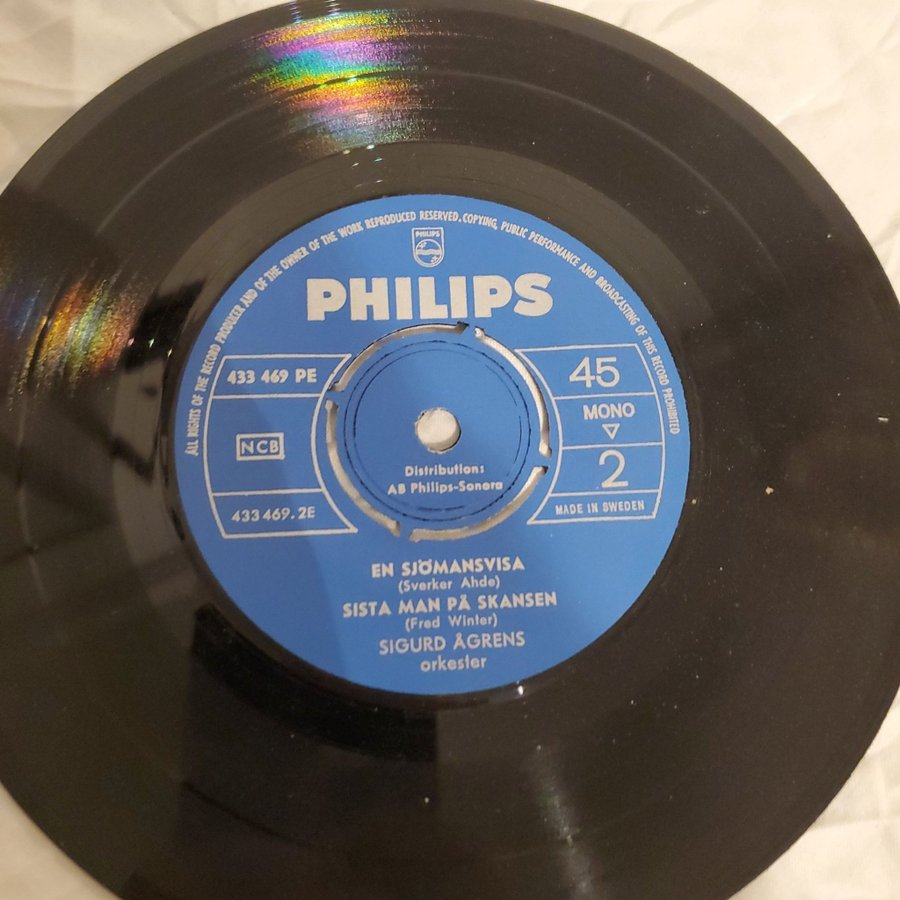 ALL RIGHTS OF THE RECORD PRODUCER AND OF THE OWNER OF THE WORK REPRODUCED RESERVED. COPYING, PUBLIC PERFORMANCE AND BROADCASTING OF THIS RECORD PROHIBITED
PHILIPS
PHILIPS
433 469 PE
45
MONO
NCB
2
433 469.2E
MADE IN SWEDEN
Distribution:
AB Philips-Sonora
EN SJÖMANSVISA
(Sverker Ahde)
SISTA MAN PÅ SKANSEN
(Fred Winter)
SIGURD ÅGRENS
orkester